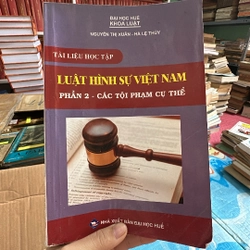 ĐẠI HỌC HUẾ
KHOA LUẬT
NGUYỄN THỊ XUÂN - HÀ LỆ THỦY
TÀI LIỆU HỌC TẬP
LUẬT HÌNH SỰ VIỆT NAM
PHẦN 2 - CÁC TỘI PHẠM CỤ THỂ
NHÀ XUẤT BẢN ĐẠI HỌC HUẾ